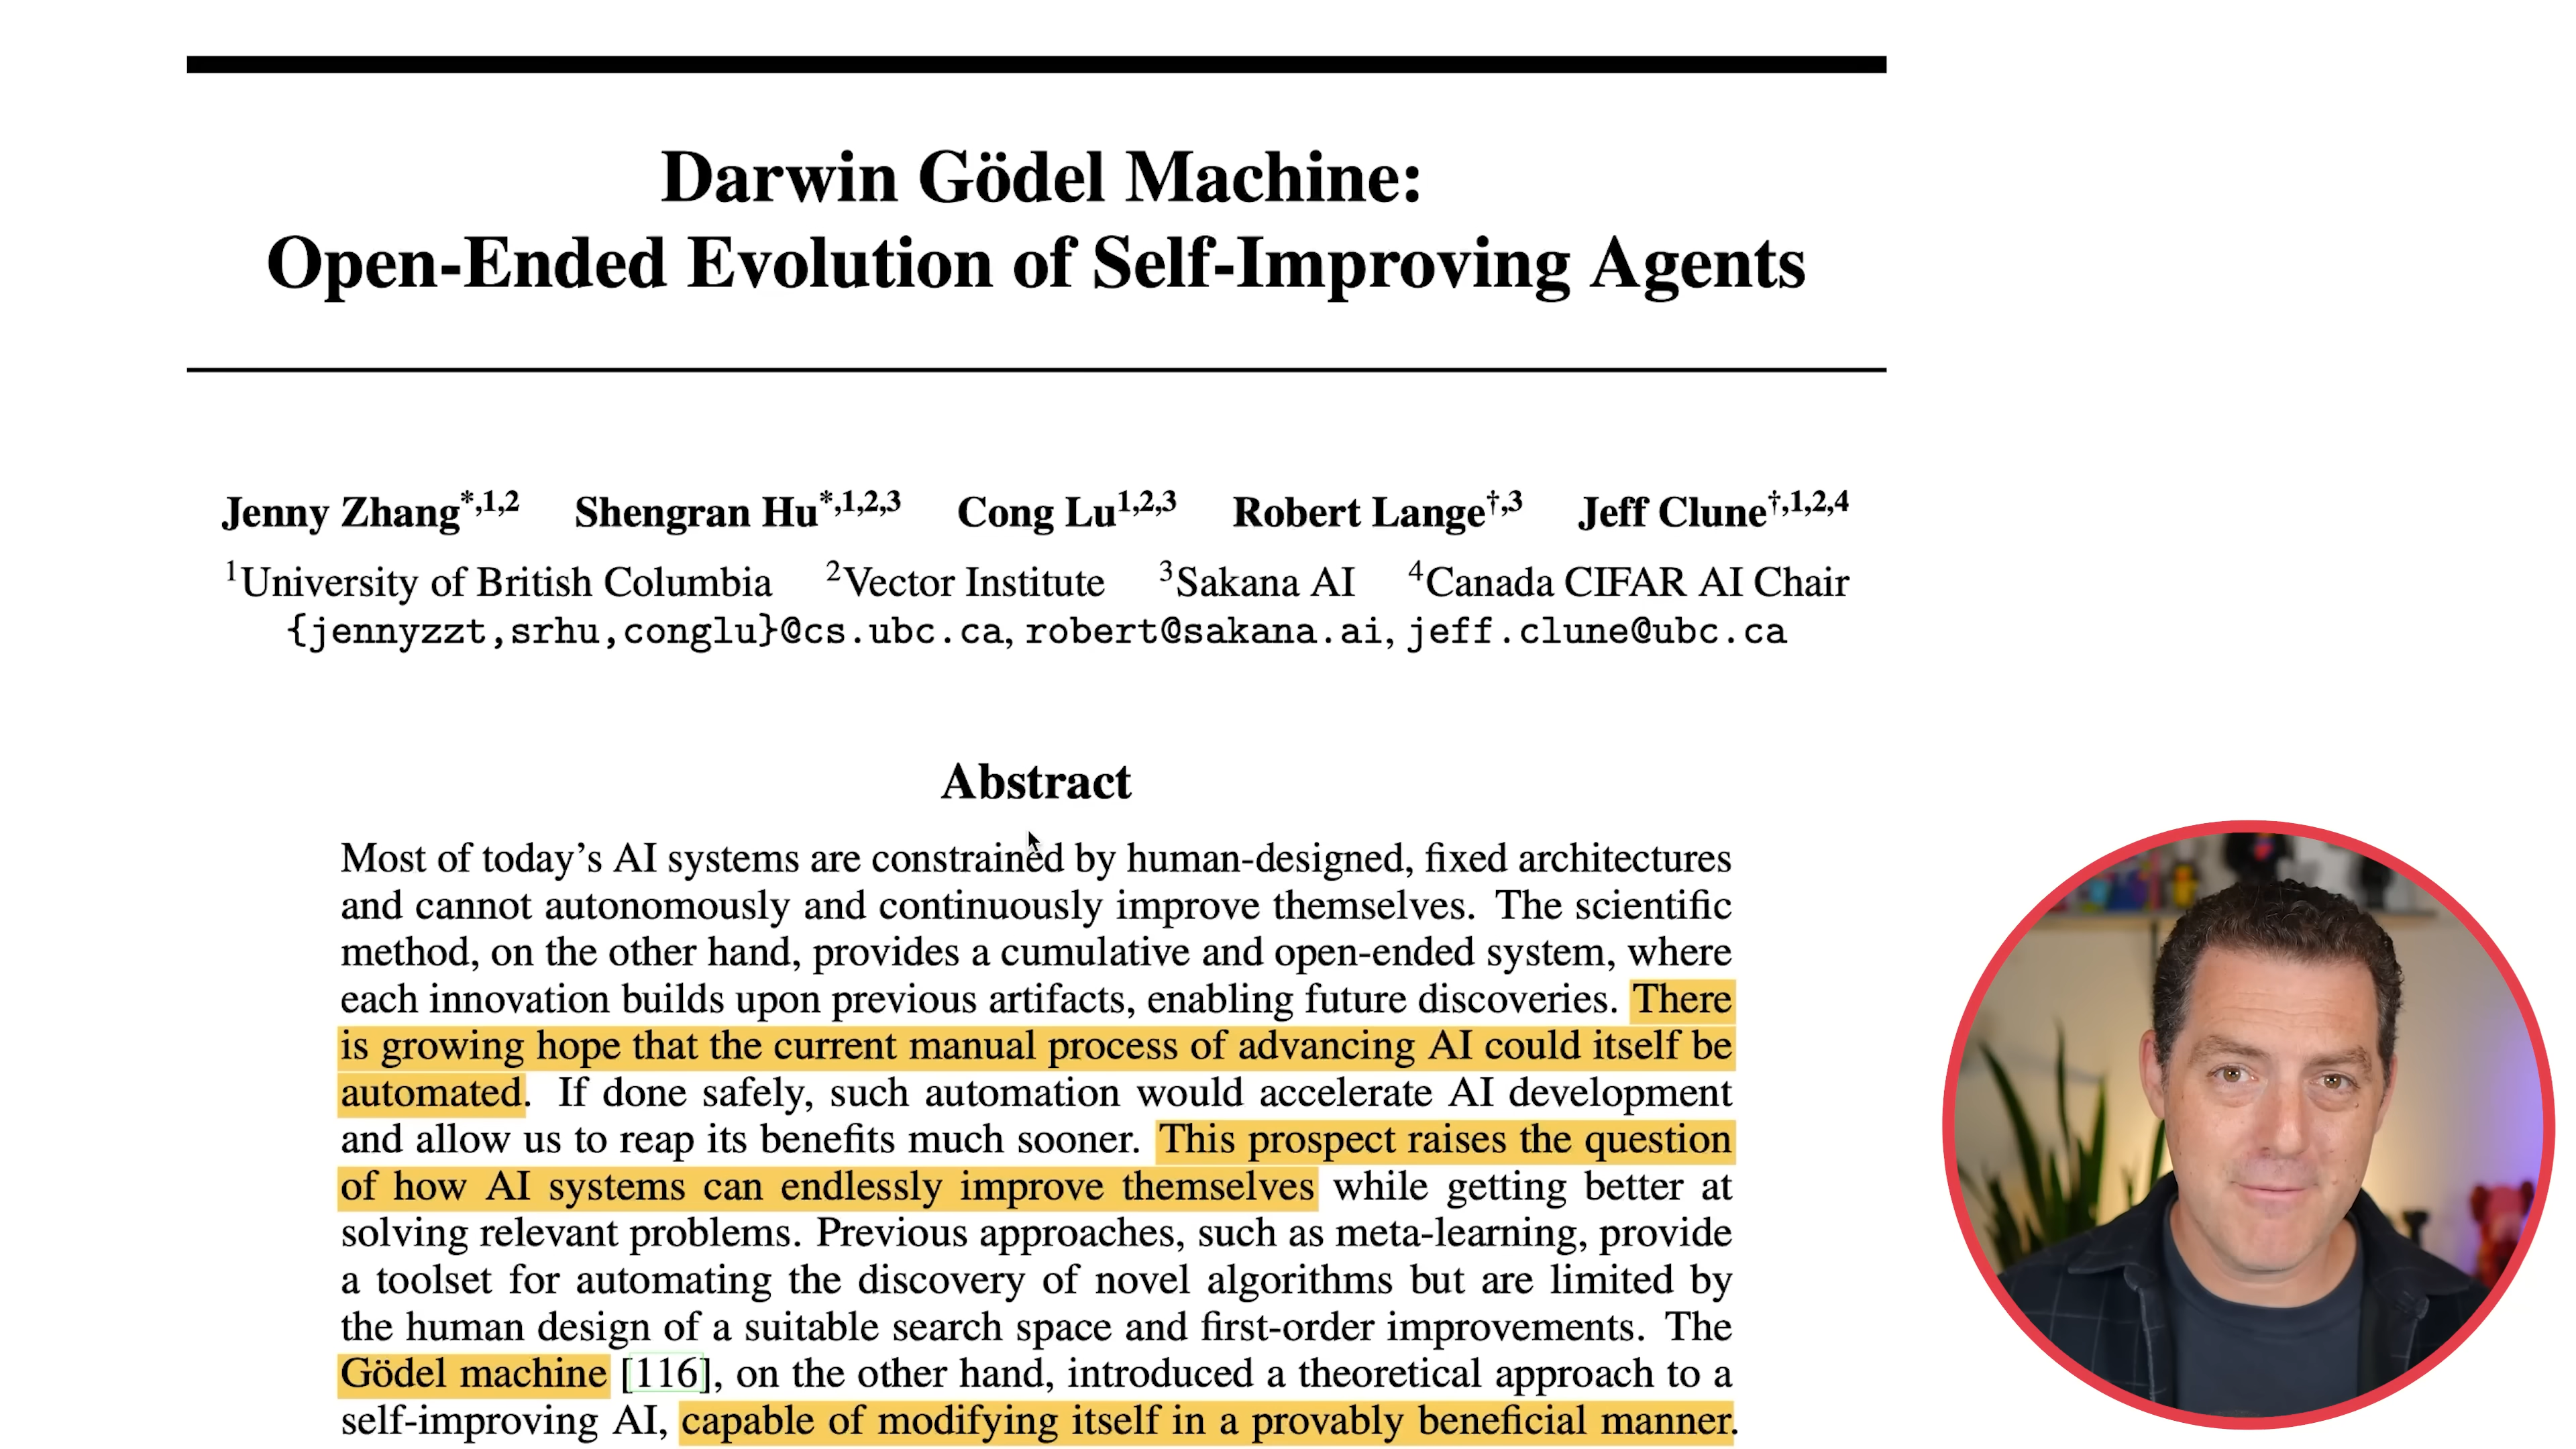 Darwin Gödel Machine:
Open-Ended Evolution of Self-Improving Agents
Jenny Zhang*,1,2 Shengran Hu*,1,2,3 Cong Lu1,2,3 Robert Lange†,3 Jeff Clune†,1,2,4
1University of British Columbia 2Vector Institute 3Sakana AI 4Canada CIFAR AI Chair
{jennyzzt,srhu,conglu}@cs.ubc.ca, robert@sakana.ai, jeff.clune@ubc.ca
Abstract
Most of today's AI systems are constrained by human-designed, fixed architectures
and cannot autonomously and continuously improve themselves. The scientific
method, on the other hand, provides a cumulative and open-ended system, where
each innovation builds upon previous artifacts, enabling future discoveries. There
is growing hope that the current manual process of advancing AI could itself be
automated. If done safely, such automation would accelerate AI development
and allow us to reap its benefits much sooner. This prospect raises the question
of how AI systems can endlessly improve themselves while getting better at
solving relevant problems. Previous approaches, such as meta-learning, provide
a toolset for automating the discovery of novel algorithms but are limited by
the human design of a suitable search space and first-order improvements. The
Gödel machine [116], on the other hand, introduced a theoretical approach to a
self-improving AI, capable of modifying itself in a provably beneficial manner.